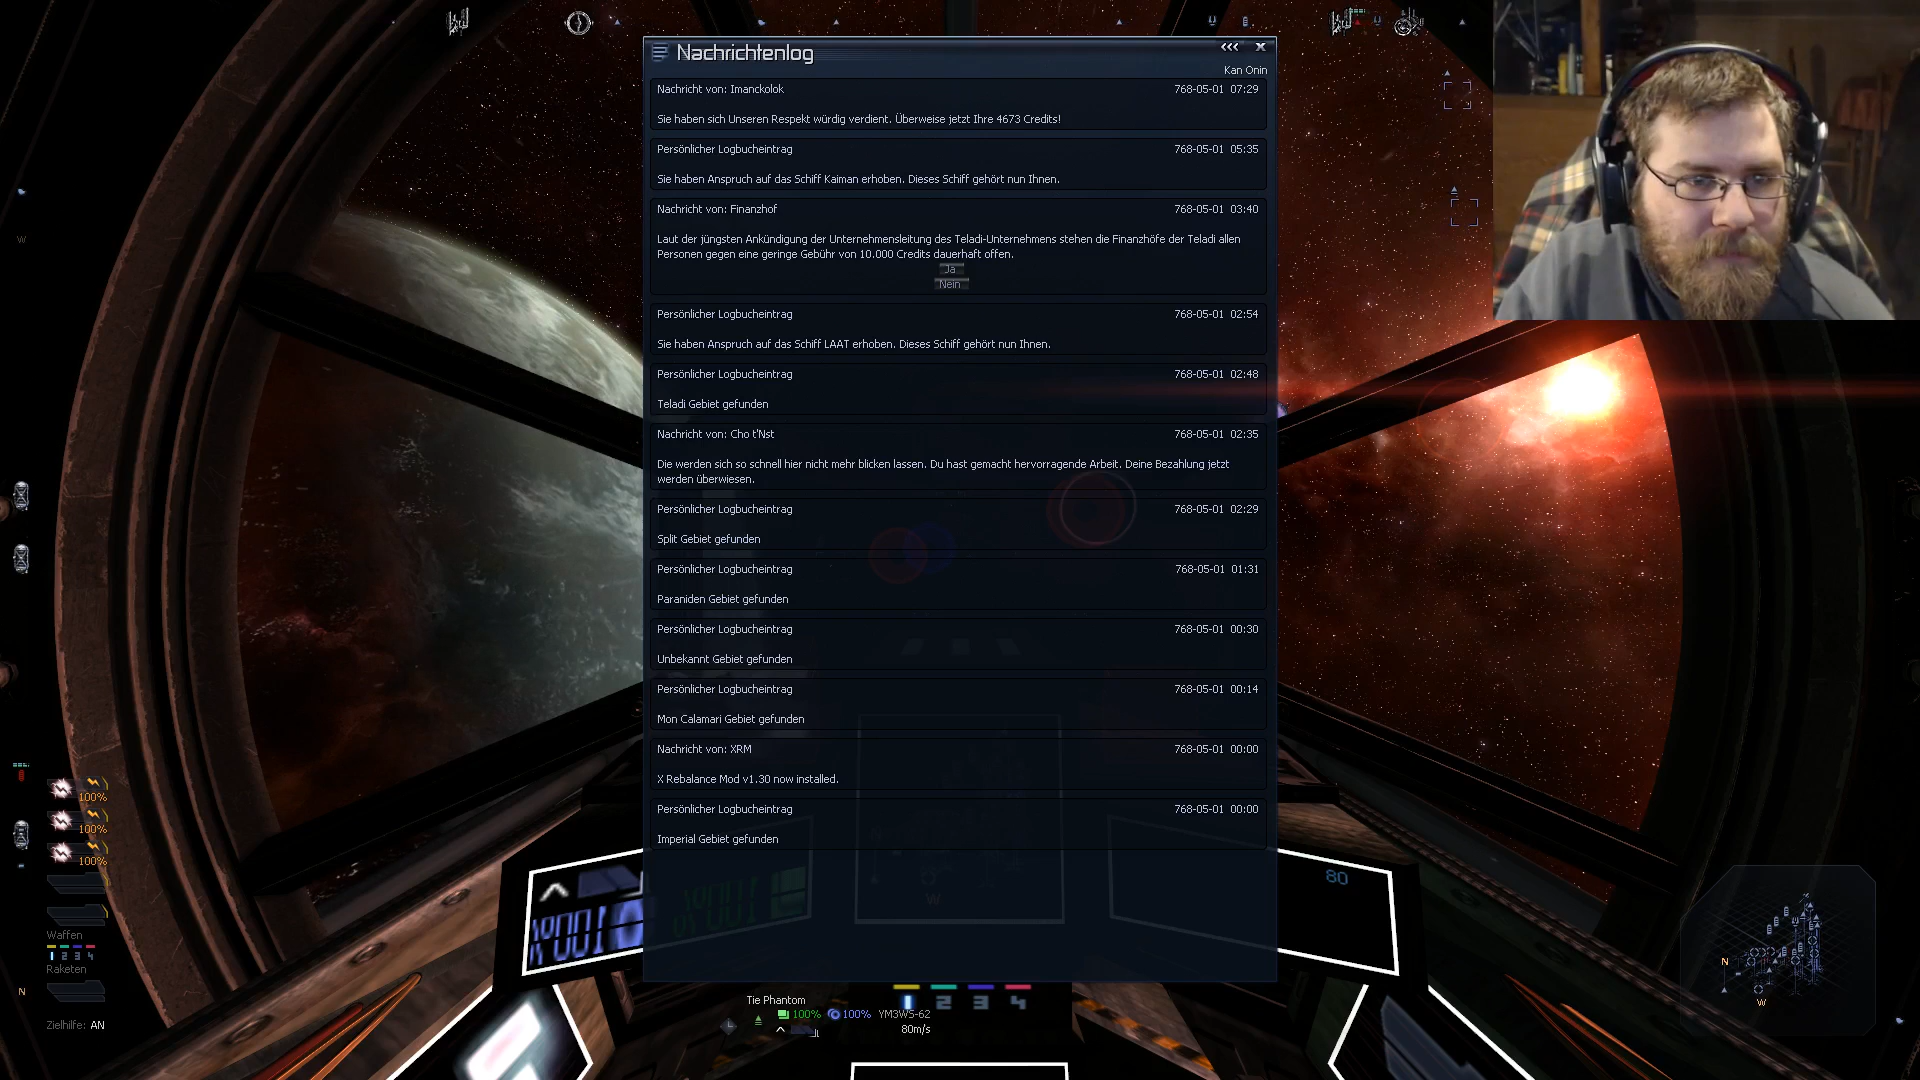 Nachrichtenlog
Kan Onin
Nachricht von: Imanckolok 768-05-01 07:29
Sie haben sich Unseren Respekt würdig verdient. Überweise jetzt Ihre 4673 Credits!
Persönlicher Logbucheintrag 768-05-01 05:35
Sie haben Anspruch auf das Schiff Kaiman erhoben. Dieses Schiff gehört nun Ihnen.
Nachricht von: Finanzhof 768-05-01 03:40
Laut der jüngsten Ankündigung der Unternehmensleitung des Teladi-Unternehmens stehen die Finanzhöfe der Teladi allen
Personen gegen eine geringe Gebühr von 10.000 Credits dauerhaft offen.
Ja
Nein
Persönlicher Logbucheintrag 768-05-01 02:54
Sie haben Anspruch auf das Schiff LAAT erhoben. Dieses Schiff gehört nun Ihnen.
Persönlicher Logbucheintrag 768-05-01 02:48
Teladi Gebiet gefunden
Nachricht von: Cho t'Nst 768-05-01 02:35
Die werden sich so schnell hier nicht mehr blicken lassen. Du hast gemacht hervorragende Arbeit. Deine Bezahlung jetzt
werden überwiesen.
Persönlicher Logbucheintrag 768-05-01 02:29
Split Gebiet gefunden
Persönlicher Logbucheintrag 768-05-01 01:31
Paraniden Gebiet gefunden
Persönlicher Logbucheintrag 768-05-01 00:30
Unbekannt Gebiet gefunden
Persönlicher Logbucheintrag 768-05-01 00:14
Mon Calamari Gebiet gefunden
Nachricht von: XRM 768-05-01 00:00
X Rebalance Mod v1.30 now installed.
Persönlicher Logbucheintrag 768-05-01 00:00
Imperial Gebiet gefunden
W
100%
100%
100%
Waffen
1 2 3 4
Raketen
N
Zielhilfe: AN
80
W
N
W
1 2 3 4
Tie Phantom
100% 100% YM3WS-62
80m/s